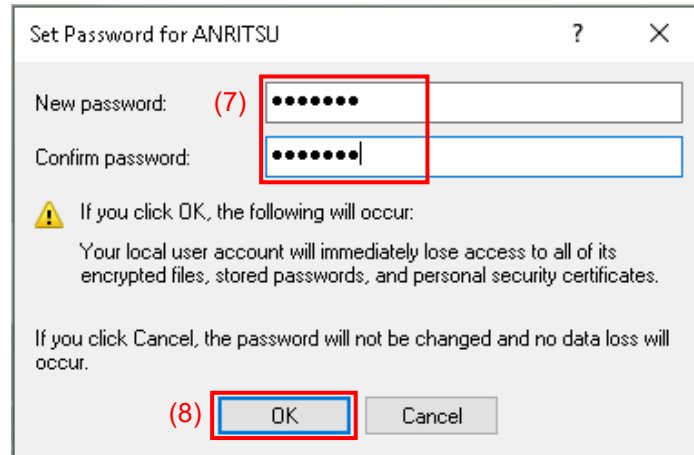 Set Password for ANRITSU ? ✕
New password: (7) •••••••
Confirm password: •••••••
If you click OK, the following will occur:
Your local user account will immediately lose access to all of its
encrypted files, stored passwords, and personal security certificates.
If you click Cancel, the password will not be changed and no data loss will
occur.
(8) OK Cancel